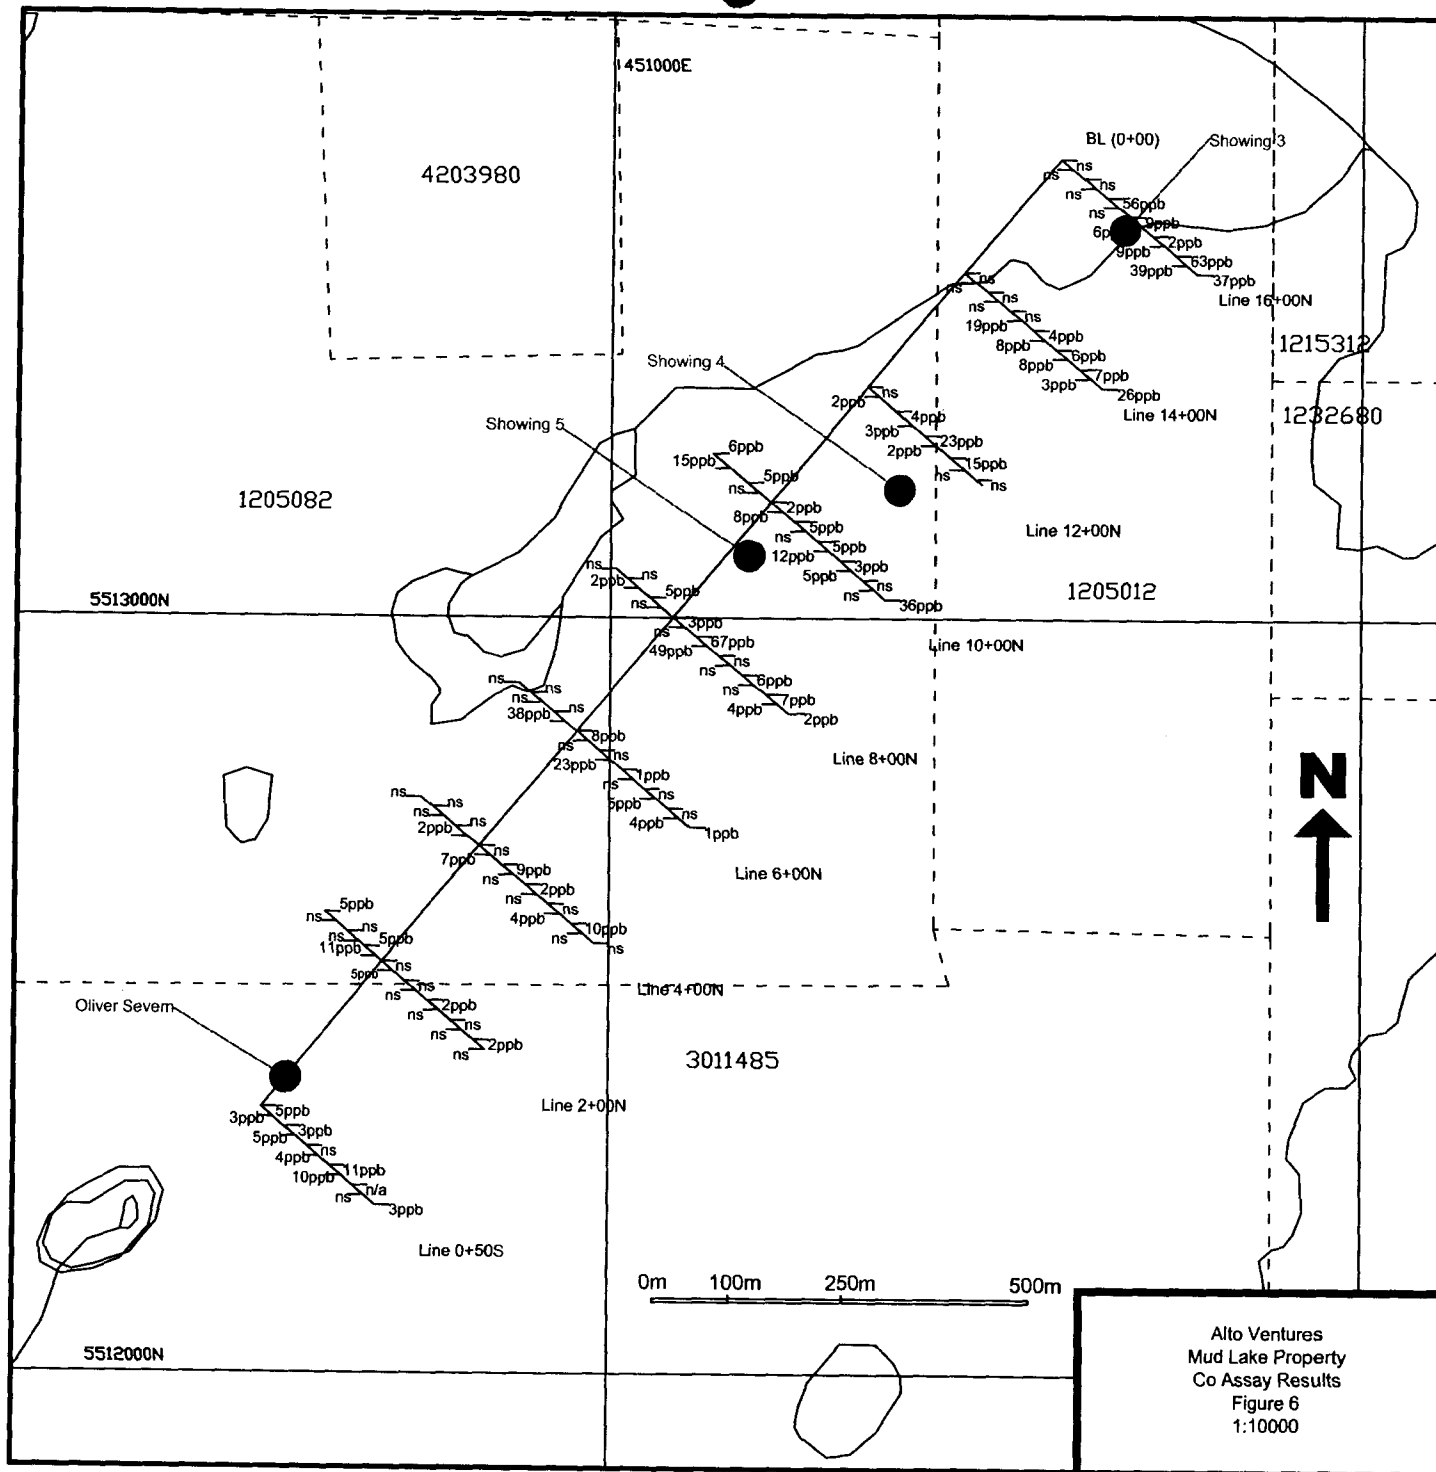 451000E
4203980
BL (0+00)
Showing 3
ns
ns
ns
ns
56ppb
ns
9ppb
2ppb
9ppb
63ppb
39ppb
37ppb
Line 16+00N
ns
ns
ns
ns
ns
19ppb
4ppb
8ppb
6ppb
8ppb
7ppb
3ppb
26ppb
Line 14+00N
1215312
1232680
Showing 4
Showing 5
1205082
ns
2ppb
4ppb
3ppb
23ppb
2ppb
15ppb
ns
ns
Line 12+00N
6ppb
15ppb
5ppb
ns
2ppb
8ppb
5ppb
ns
5ppb
12ppb
3ppb
5ppb
ns
ns
36ppb
Line 10+00N
1205012
5513000N
ns
ns
2ppb
5ppb
ns
3ppb
ns
67ppb
49ppb
ns
ns
6ppb
ns
7ppb
4ppb
2ppb
Line 8+00N
ns
ns
ns
ns
38ppb
8ppb
ns
ns
23ppb
1ppb
ns
ns
5ppb
ns
4ppb
1ppb
Line 6+00N
N
ns
ns
ns
ns
2ppb
ns
7ppb
9ppb
ns
2ppb
ns
ns
4ppb
10ppb
ns
ns
Line 4+00N
5ppb
ns
ns
ns
5ppb
11ppb
ns
5ppb
ns
ns
2ppb
ns
ns
ns
2ppb
ns
Line 2+00N
Oliver Severn
3011485
5ppb
3ppb
3ppb
5ppb
ns
4ppb
11ppb
10ppb
n/a
ns
3ppb
Line 0+50S
0m 100m 250m 500m
5512000N
Alto Ventures
Mud Lake Property
Co Assay Results
Figure 6
1:10000